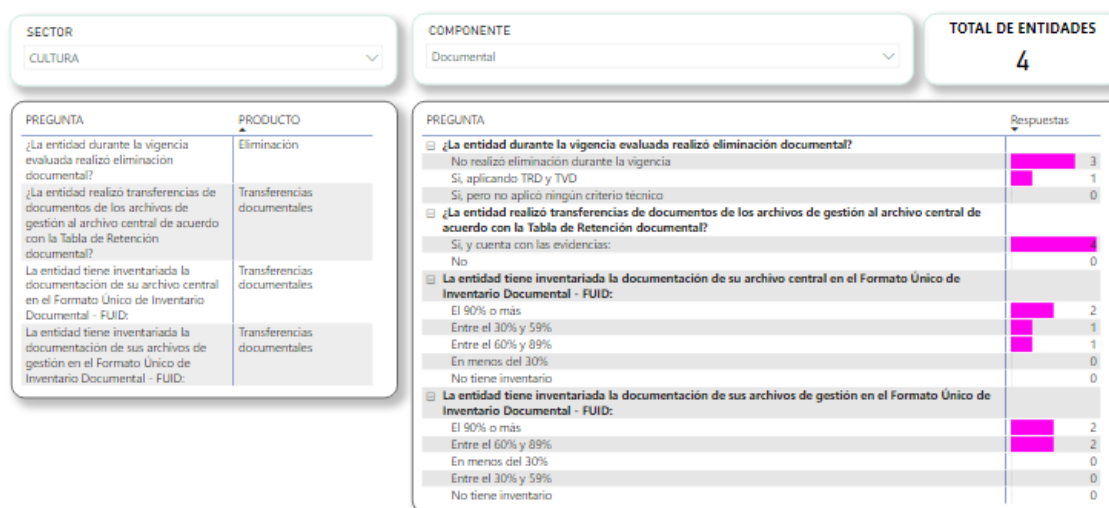 SECTOR
CULTURA
COMPONENTE
Documental
TOTAL DE ENTIDADES
4
PREGUNTA PRODUCTO
¿La entidad durante la vigencia Eliminación
evaluada realizó eliminación
documental?
¿La entidad realizó transferencias de Transferencias
documentos de los archivos de documentales
gestión al archivo central de acuerdo
con la Tabla de Retención
documental?
La entidad tiene inventariada la Transferencias
documentación de su archivo central documentales
en el Formato Único de Inventario
Documental - FUID:
La entidad tiene inventariada la Transferencias
documentación de sus archivos de documentales
gestión en el Formato Único de
Inventario Documental - FUID:
PREGUNTA Respuestas
¿La entidad durante la vigencia evaluada realizó eliminación documental?
No realizó eliminación durante la vigencia 3
Si, aplicando TRD y TVD 1
Si, pero no aplicó ningún criterio técnico 0
¿La entidad realizó transferencias de documentos de los archivos de gestión al archivo central de
acuerdo con la Tabla de Retención documental?
Si, y cuenta con las evidencias: 4
No 0
La entidad tiene inventariada la documentación de su archivo central en el Formato Único de
Inventario Documental - FUID:
El 90% o más 2
Entre el 30% y 59% 1
Entre el 60% y 89% 1
En menos del 30% 0
No tiene inventario 0
La entidad tiene inventariada la documentación de sus archivos de gestión en el Formato Único de
Inventario Documental - FUID:
El 90% o más 2
Entre el 60% y 89% 2
En menos del 30% 0
Entre el 30% y 59% 0
No tiene inventario 0